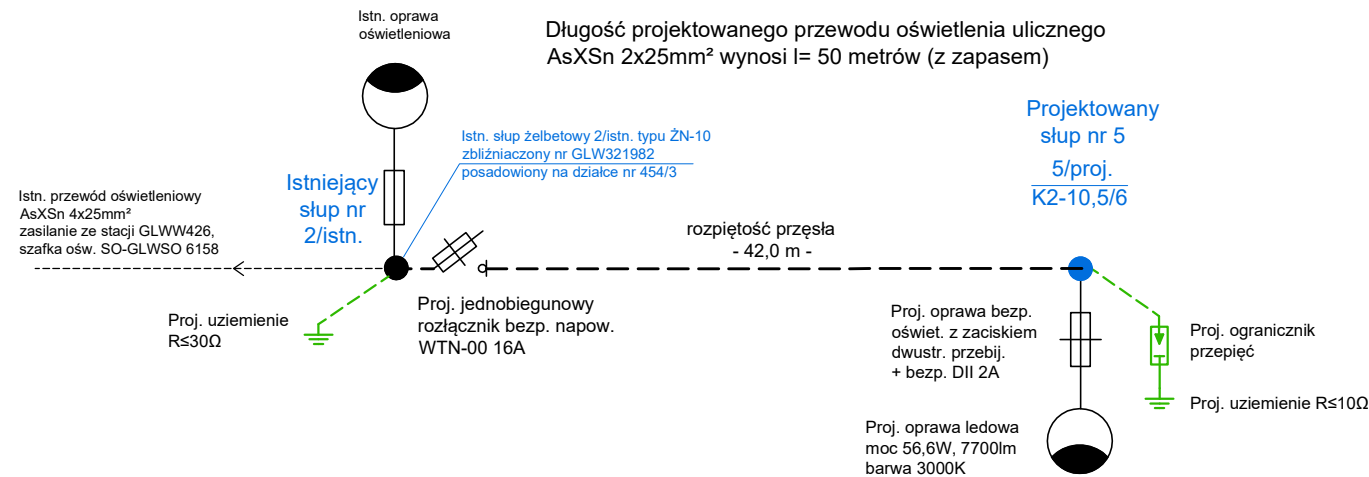 Istn. oprawa
oświetleniowa
Długość projektowanego przewodu oświetlenia ulicznego
AsXSn 2x25mm² wynosi l= 50 metrów (z zapasem)
Projektowany
słup nr 5
5/proj.
K2-10,5/6
Istn. słup żelbetowy 2/istn. typu ŻN-10
zbliźniaczony nr GLW321982
posadowiony na działce nr 454/3
Istniejący
słup nr
2/istn.
Istn. przewód oświetleniowy
AsXSn 4x25mm²
zasilanie ze stacji GLWW426,
szafka ośw. SO-GLWSO 6158
rozpiętość przęsła
- 42,0 m -
Proj. uziemienie
R≤30Ω
Proj. jednobiegunowy
rozłącznik bezp. napow.
WTN-00 16A
Proj. oprawa bezp.
oświet. z zaciskiem
dwustr. przebij.
+ bezp. DII 2A
Proj. ogranicznik
przepięć
Proj. uziemienie R≤10Ω
Proj. oprawa ledowa
moc 56,6W, 7700lm
barwa 3000K